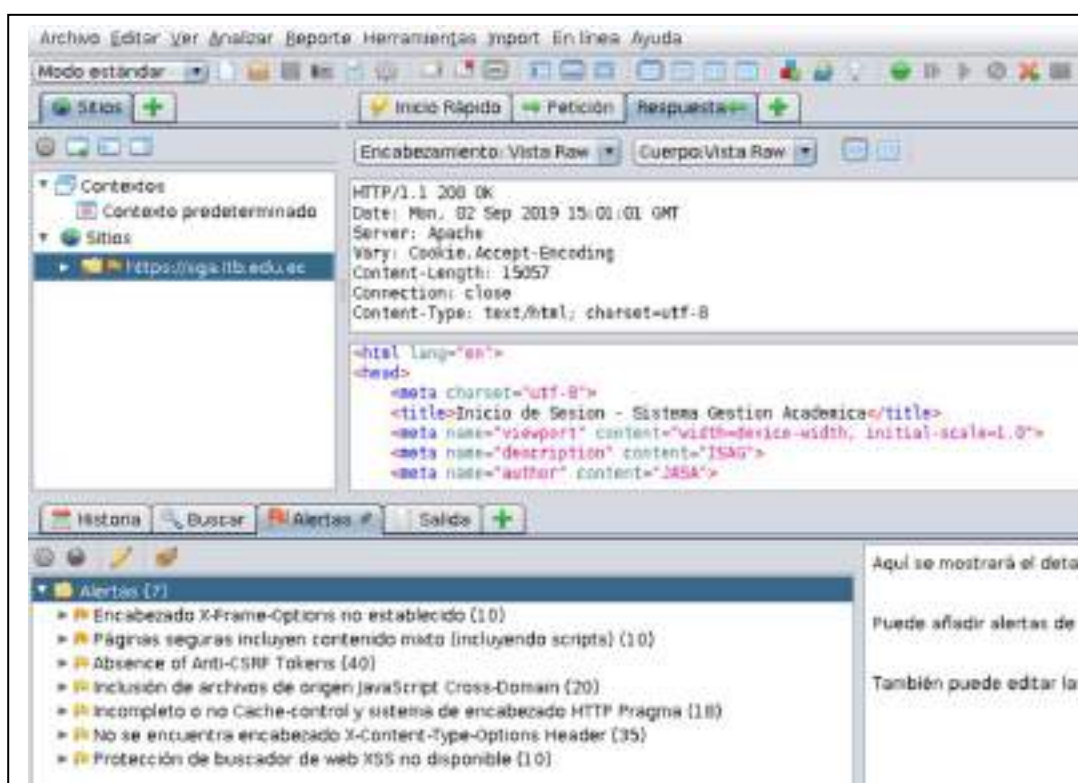 Archivo Editar Ver Analizar Reporte Herramientas Import En línea Ayuda
Modo estándar
Sitios
Inicio Rápido
Petición
Respuesta
Encabezamiento: Vista Raw
Cuerpo:Vista Raw
Contextos
Contexto predeterminado
Sitios
https://sga.itb.edu.ec
HTTP/1.1 200 OK
Date: Mon, 02 Sep 2019 15:01:01 GMT
Server: Apache
Vary: Cookie,Accept-Encoding
Content-Length: 15057
Connection: close
Content-Type: text/html; charset=utf-8
<html lang="en">
<head>
<meta charset="utf-8">
<title>Inicio de Sesion - Sistema Gestion Academica</title>
<meta name="viewport" content="width=device-width, initial-scale=1.0">
<meta name="description" content="ISAG">
<meta name="author" content="JASA">
Historia
Buscar
Alertas
Salida
Alertas (7)
Encabezado X-Frame-Options no establecido (10)
Páginas seguras incluyen contenido mixto (incluyendo scripts) (10)
Absence of Anti-CSRF Tokens (40)
Inclusión de archivos de origen JavaScript Cross-Domain (20)
Incompleto o no Cache-control y sistema de encabezado HTTP Pragma (18)
No se encuentra encabezado X-Content-Type-Options Header (35)
Protección de buscador de web XSS no disponible (10)
Aquí se mostrará el deta
Puede añadir alertas de
También puede editar la